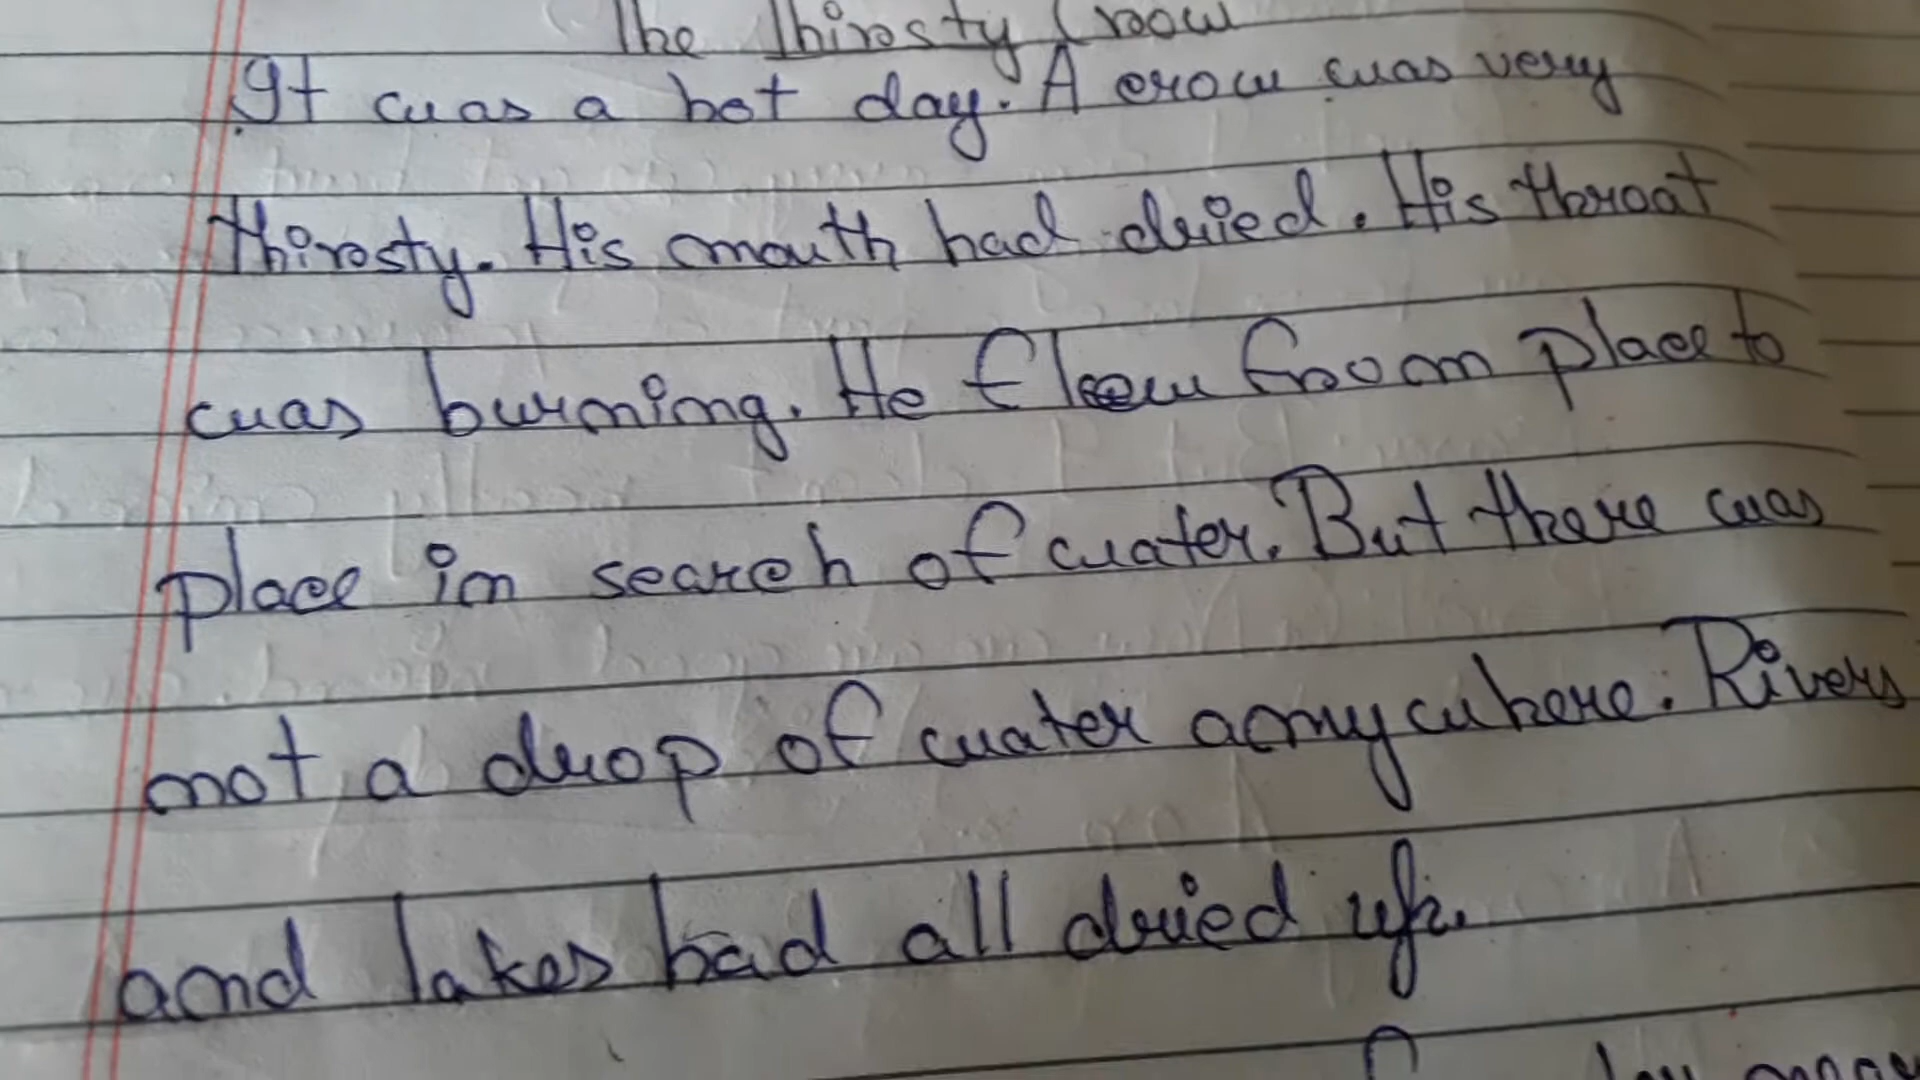 The Thirsty Crow
It was a hot day. A crow was very
thirsty. His mouth had dried. His throat
was burning. He flew from place to
place in search of water. But there was
not a drop of water anywhere. Rivers
and lakes had all dried up.